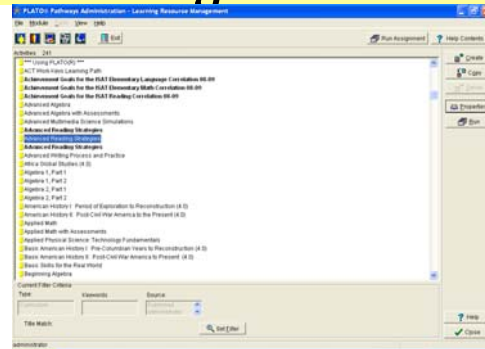 PLATO® Pathways Administration - Learning Resource Management
File Module View Help
Exit
Run Assignment
Help Contents
Activities 241
*** Using PLATO(R) ***
ACT Work Keys Learning Path
Achievement Goals for the ISAT Elementary Language Correlation 08-09
Achievement Goals for the ISAT Elementary Math Correlation 08-09
Achievement Goals for the ISAT Reading Correlation 08-09
Advanced Algebra
Advanced Algebra with Assessments
Advanced Multimedia Science Simulations
Advanced Reading Strategies
Advanced Reading Strategies
Advanced Reading Strategies
Advanced Writing Process and Practice
Africa Global Studies (4.0)
Algebra 1, Part 1
Algebra 1, Part 2
Algebra 2, Part 1
Algebra 2, Part 2
American History I Period of Exploration to Reconstruction (4.0)
American History II Post-Civil War America to the Present (4.0)
Applied Math
Applied Math with Assessments
Applied Physical Science: Technology Fundamentals
Basic American History I Pre-Columbian Years to Reconstruction (4.0)
Basic American History II Post-Civil War America to Present (4.0)
Basic Skills for the Real World
Beginning Algebra
Create
Copy
Properties
Run
Current Filter Criteria
Type
Keywords
Source
Title Match:
Set Filter
Help
Close
administrator